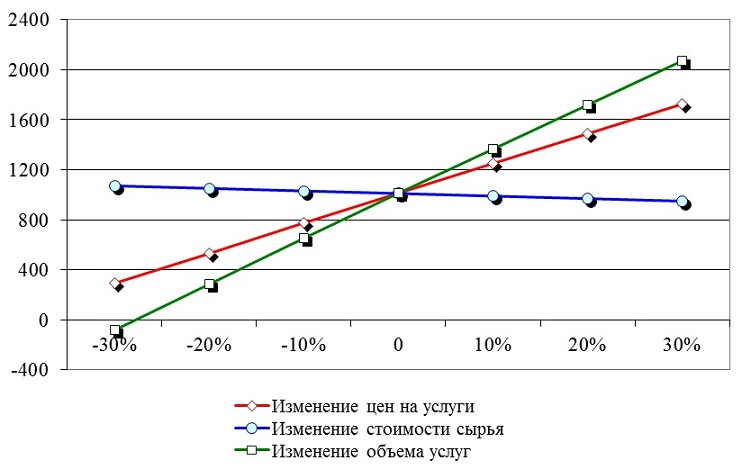 2400
2000
1600
1200
800
400
0
-400
-30% -20% -10% 0 10% 20% 30%
Изменение цен на услуги
Изменение стоимости сырья
Изменение объема услуг